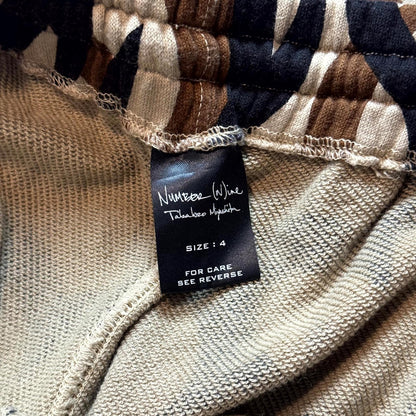 NUMBER (N)ine
Takahiro Miyashita
SIZE : 4
FOR CARE
SEE REVERSE